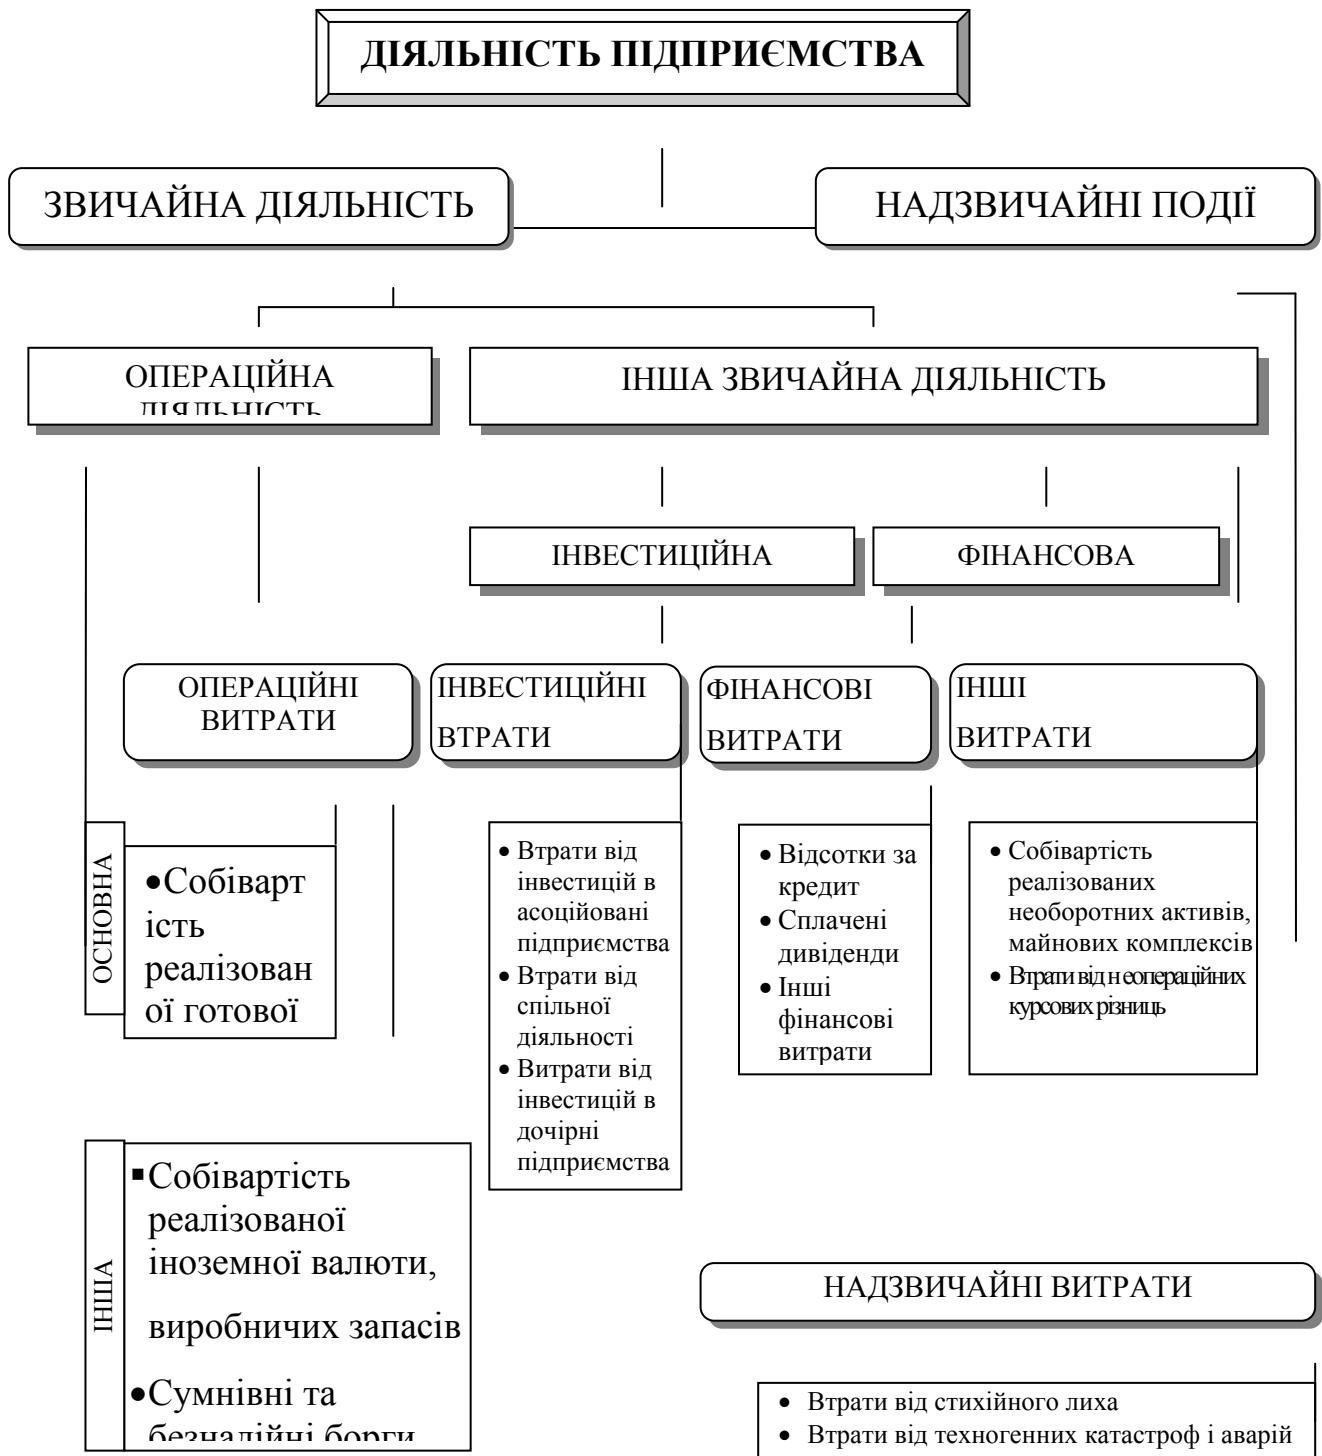 ДІЯЛЬНІСТЬ ПІДПРИЄМСТВА
ЗВИЧАЙНА ДІЯЛЬНІСТЬ
НАДЗВИЧАЙНІ ПОДІЇ
ОПЕРАЦІЙНА
ДІЯЛЬНІСТЬ
ІНША ЗВИЧАЙНА ДІЯЛЬНІСТЬ
ІНВЕСТИЦІЙНА
ФІНАНСОВА
ОПЕРАЦІЙНІ
ВИТРАТИ
ІНВЕСТИЦІЙНІ
ВТРАТИ
ФІНАНСОВІ
ВИТРАТИ
ІНШІ
ВИТРАТИ
ОСНОВНА
•Собіварт
ість
реалізован
ої готової
• Втрати від
інвестицій в
асоційовані
підприємства
• Втрати від
спільної
діяльності
• Витрати від
інвестицій в
дочірні
підприємства
• Відсотки за
кредит
• Сплачені
дивіденди
• Інші
фінансові
витрати
• Собівартість
реалізованих
необоротних активів,
майнових комплексів
• Втрати від неопераційних
курсових різниць
ІНША
▪Собівартість
реалізованої
іноземної валюти,
виробничих запасів
•Сумнівні та
безнадійні борги
НАДЗВИЧАЙНІ ВИТРАТИ
• Втрати від стихійного лиха
• Втрати від техногенних катастроф і аварій